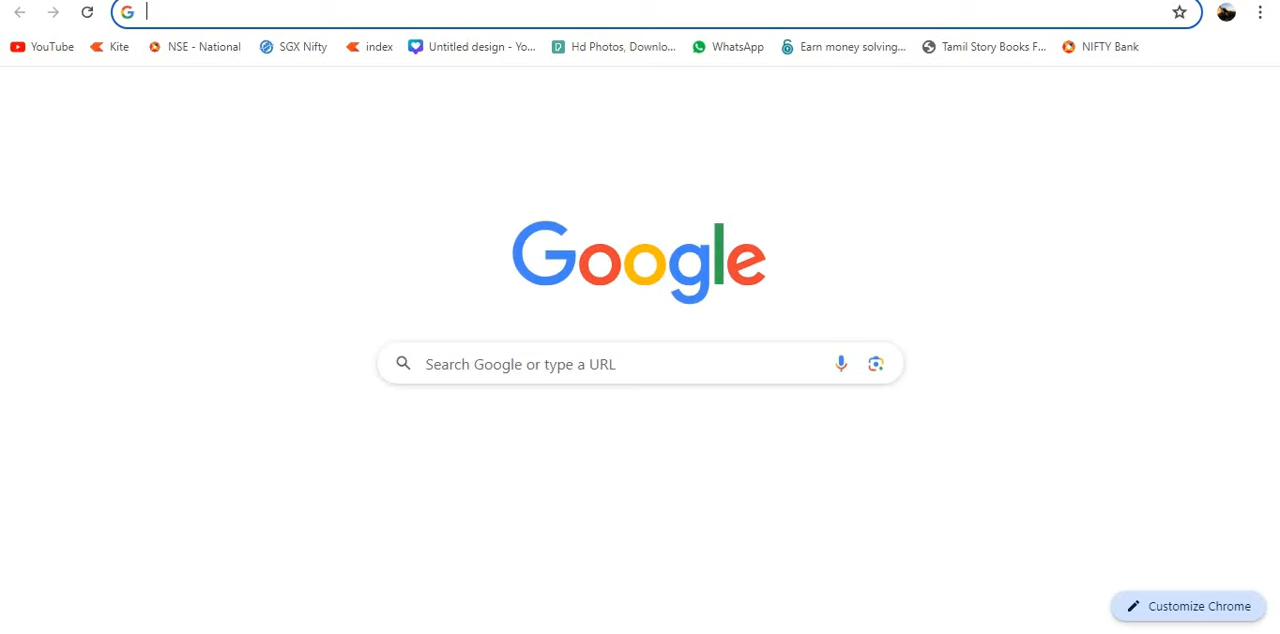 YouTube Kite NSE - National SGX Nifty index Untitled design - Yo... Hd Photos, Downlo... WhatsApp Earn money solving... Tamil Story Books F... NIFTY Bank
Google
Search Google or type a URL
Customize Chrome